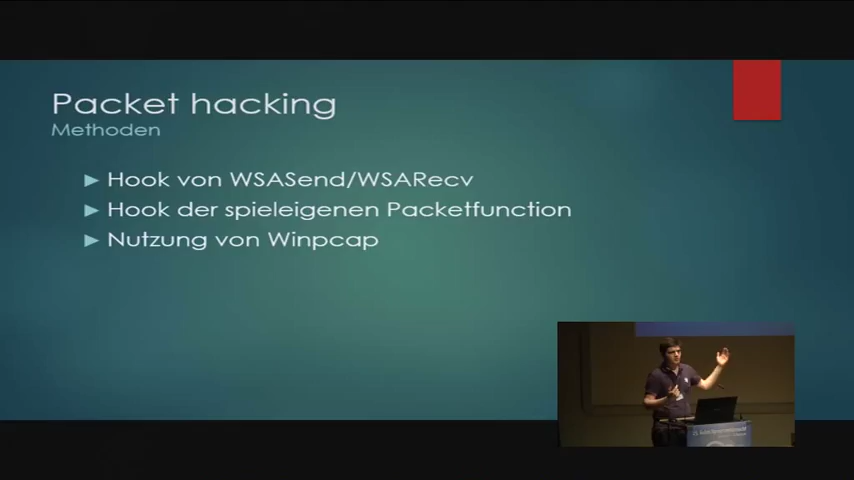 Packet hacking
Methoden
Hook von WSASend/WSARecv
Hook der spieleigenen Packetfunction
Nutzung von Winpcap